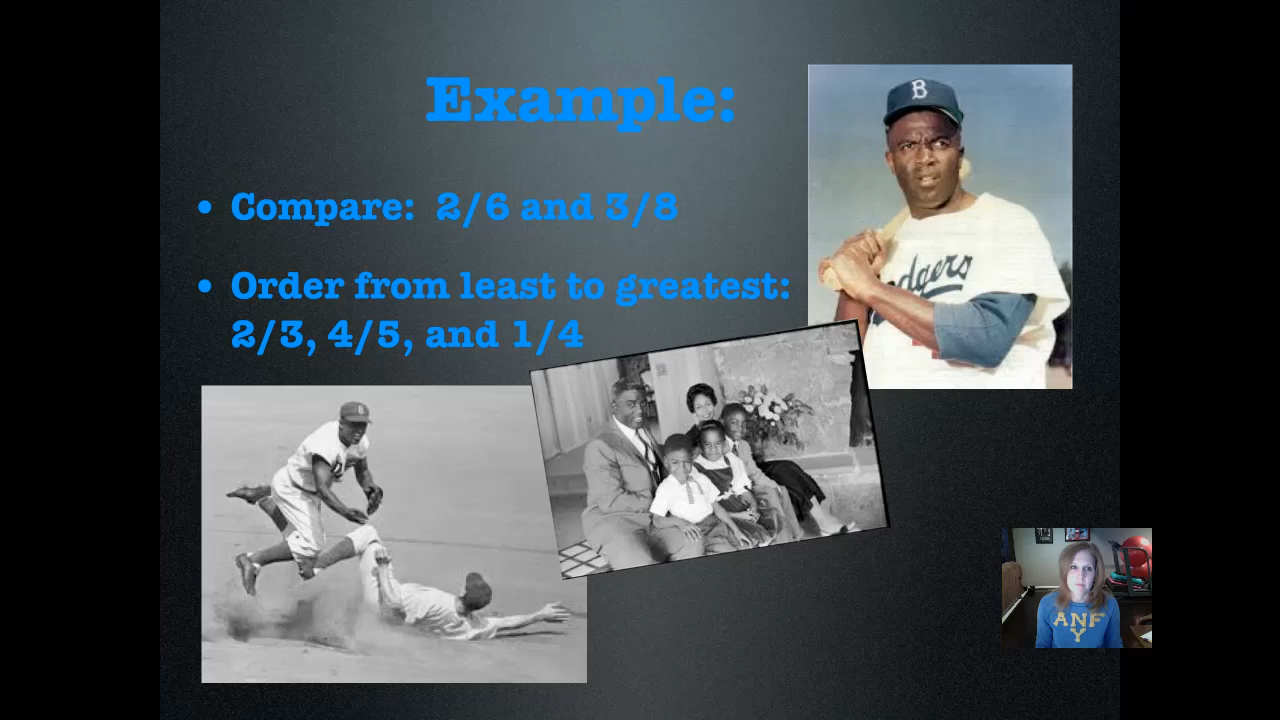 Example:
• Compare: 2/6 and 3/8
• Order from least to greatest:
2/3, 4/5, and 1/4
B
dgers
ANF
Y